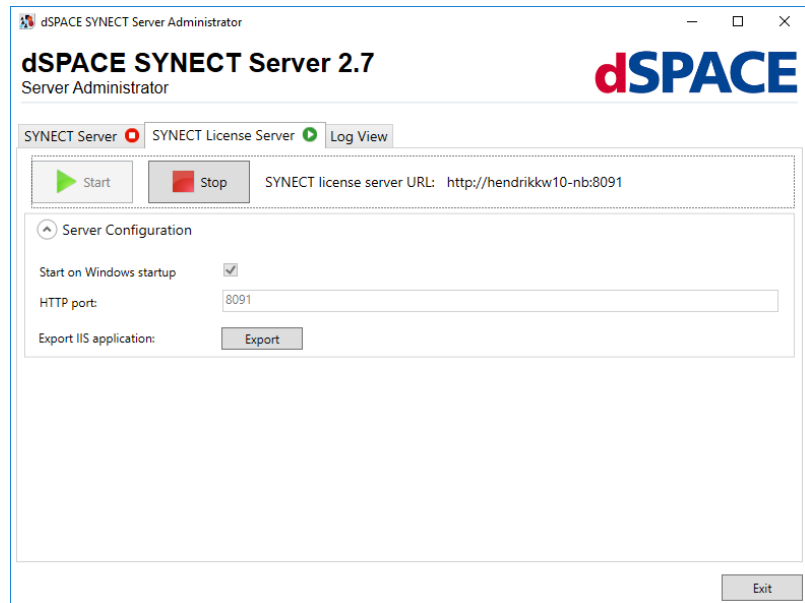 dSPACE SYNECT Server Administrator
dSPACE SYNECT Server 2.7
Server Administrator
dSPACE
SYNECT Server SYNECT License Server Log View
Start Stop SYNECT license server URL: http://hendrikkw10-nb:8091
Server Configuration
Start on Windows startup
HTTP port: 8091
Export IIS application: Export
Exit